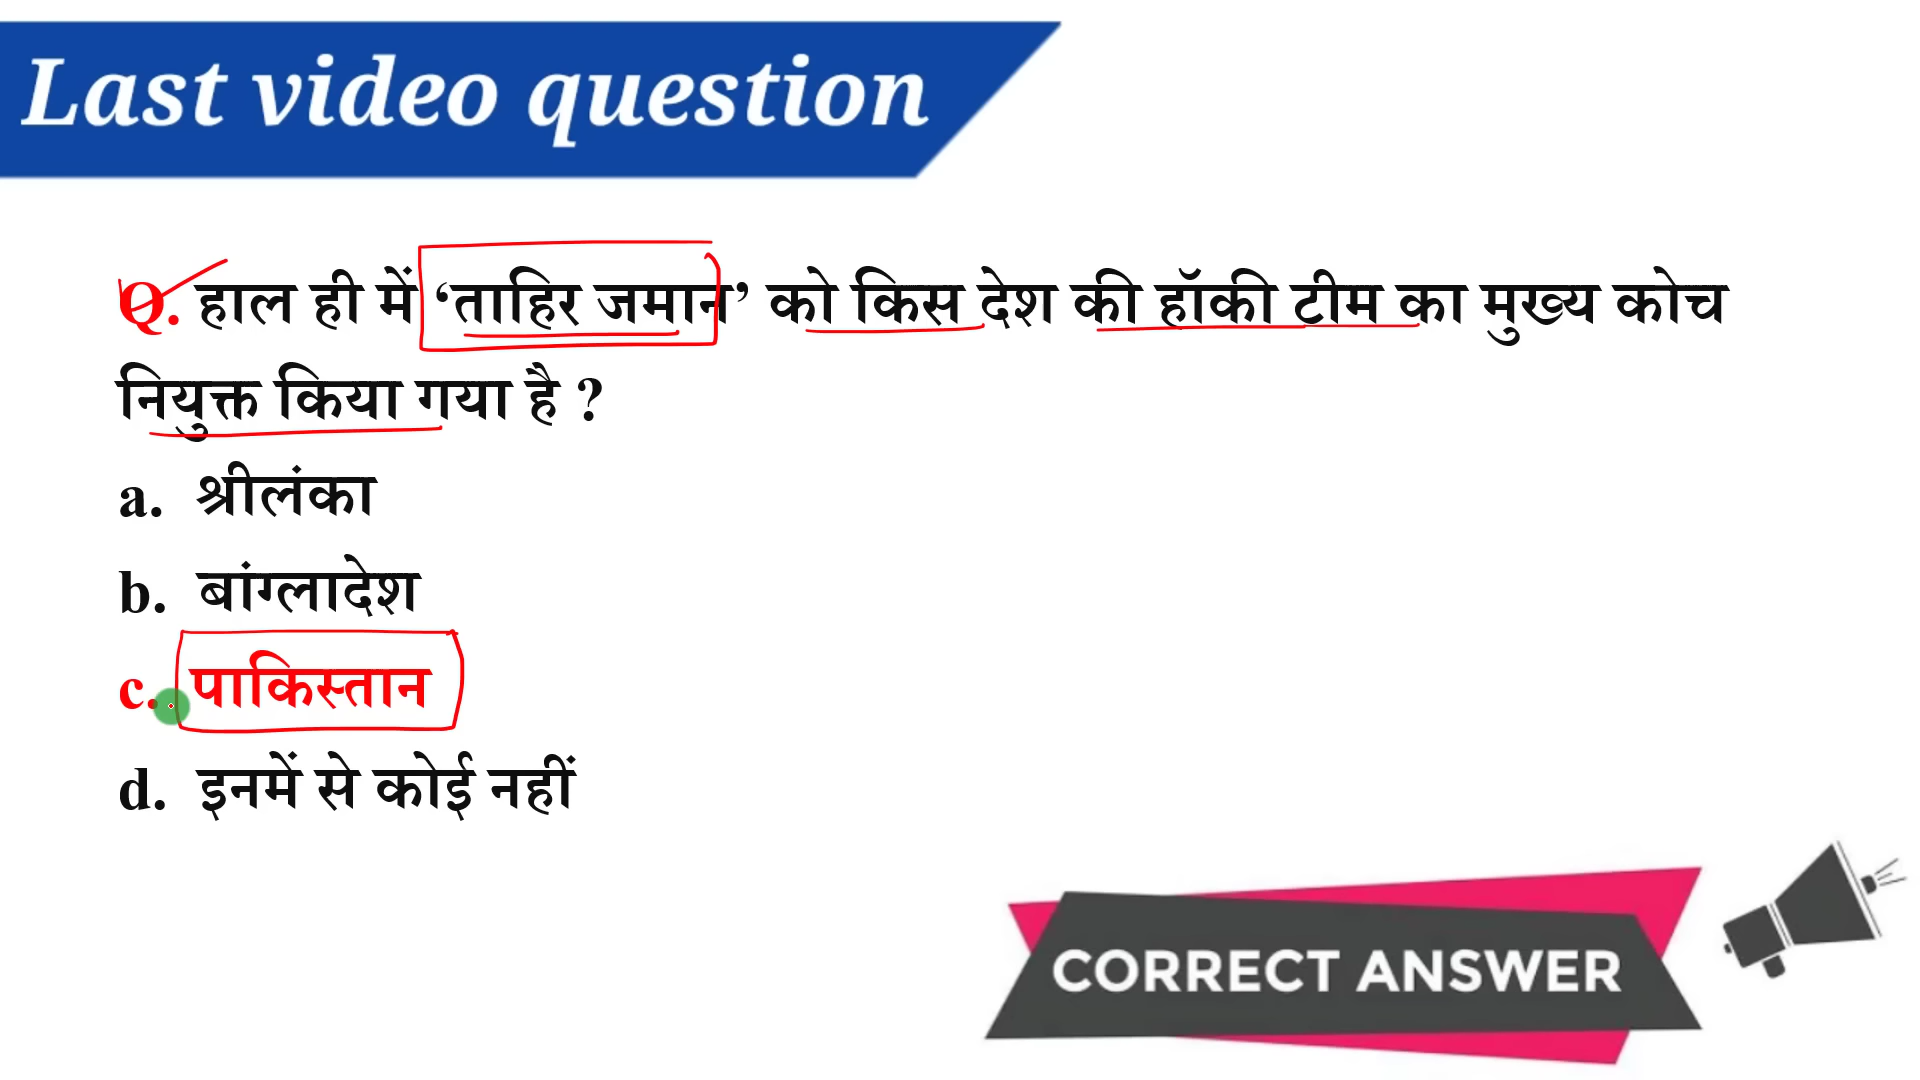 Last video question
Q. हाल ही में ‘ताहिर जमान’ को किस देश की हॉकी टीम का मुख्य कोच
नियुक्त किया गया है ?
a. श्रीलंका
b. बांग्लादेश
c. पाकिस्तान
d. इनमें से कोई नहीं
CORRECT ANSWER